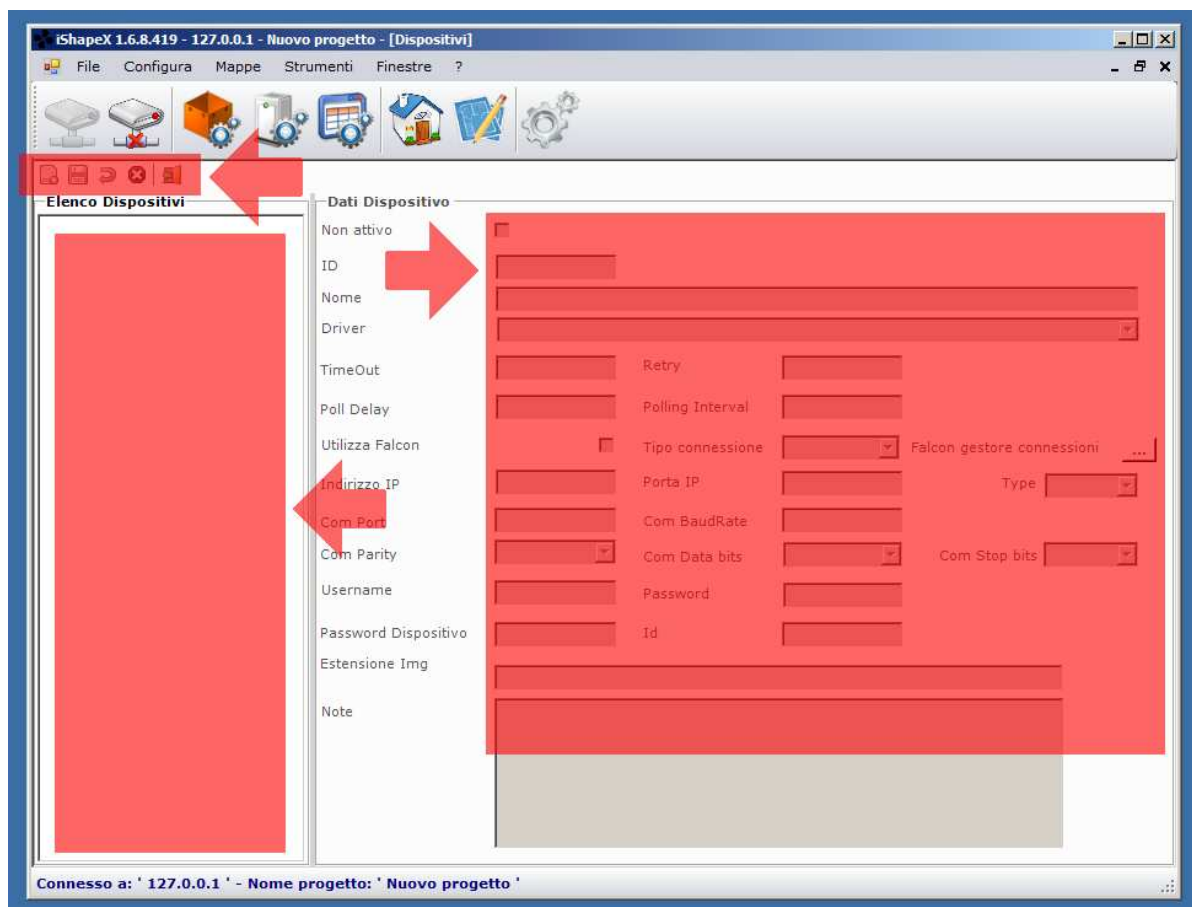 iShapeX 1.6.8.419 - 127.0.0.1 - Nuovo progetto - [Dispositivi]
File Configura Mappe Strumenti Finestre ?
Elenco Dispositivi
Dati Dispositivo
Non attivo
ID
Nome
Driver
TimeOut Retry
Poll Delay Polling Interval
Utilizza Falcon Tipo connessione Falcon gestore connessioni ...
Indirizzo IP Porta IP Type
Com Port Com BaudRate
Com Parity Com Data bits Com Stop bits
Username Password
Password Dispositivo Id
Estensione Img
Note
Connesso a: ' 127.0.0.1 ' - Nome progetto: ' Nuovo progetto '